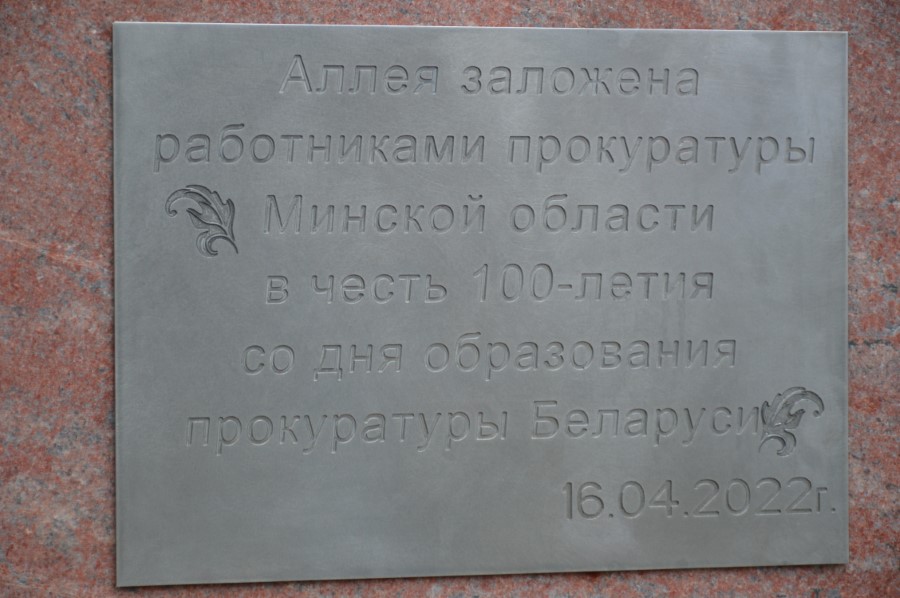 Аллея заложена
работниками прокуратуры
Минской области
в честь 100-летия
со дня образования
прокуратуры Беларуси
16.04.2022г.